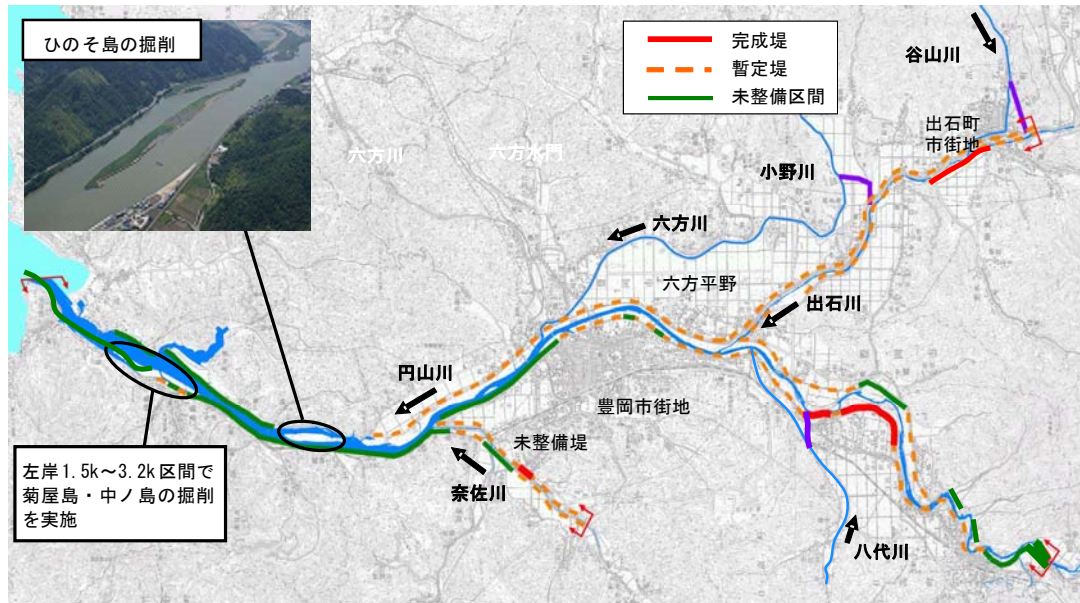 ひのそ島の掘削
完成堤
暫定堤
未整備区間
谷山川
出石町
市街地
六方川
六方水門
小野川
六方川
六方平野
出石川
円山川
豊岡市街地
未整備堤
奈佐川
八代川
左岸1.5k~3.2k区間で
菊屋島・中ノ島の掘削
を実施